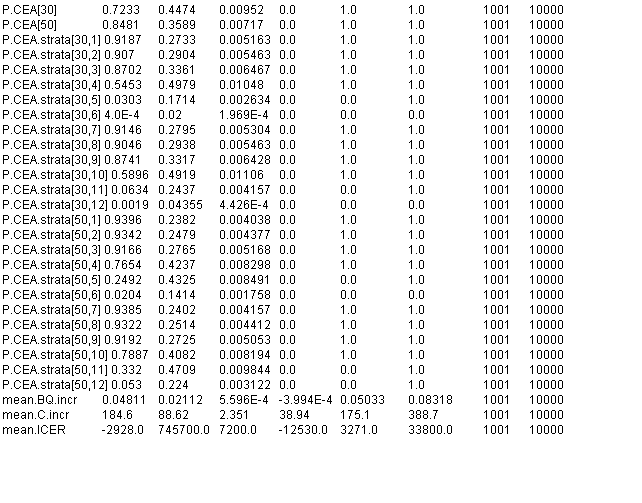 P.CEA[30] 0.7233 0.4474 0.00952 0.0 1.0 1.0 1001 10000
P.CEA[50] 0.8481 0.3589 0.00717 0.0 1.0 1.0 1001 10000
P.CEA.strata[30,1] 0.9187 0.2733 0.005163 0.0 1.0 1.0 1001 10000
P.CEA.strata[30,2] 0.907 0.2904 0.005463 0.0 1.0 1.0 1001 10000
P.CEA.strata[30,3] 0.8702 0.3361 0.006467 0.0 1.0 1.0 1001 10000
P.CEA.strata[30,4] 0.5453 0.4979 0.01048 0.0 1.0 1.0 1001 10000
P.CEA.strata[30,5] 0.0303 0.1714 0.002634 0.0 0.0 1.0 1001 10000
P.CEA.strata[30,6] 4.0E-4 0.02 1.969E-4 0.0 0.0 0.0 1001 10000
P.CEA.strata[30,7] 0.9146 0.2795 0.005304 0.0 1.0 1.0 1001 10000
P.CEA.strata[30,8] 0.9046 0.2938 0.005463 0.0 1.0 1.0 1001 10000
P.CEA.strata[30,9] 0.8741 0.3317 0.006428 0.0 1.0 1.0 1001 10000
P.CEA.strata[30,10] 0.5896 0.4919 0.01106 0.0 1.0 1.0 1001 10000
P.CEA.strata[30,11] 0.0634 0.2437 0.004157 0.0 0.0 1.0 1001 10000
P.CEA.strata[30,12] 0.0019 0.04355 4.426E-4 0.0 0.0 0.0 1001 10000
P.CEA.strata[50,1] 0.9396 0.2382 0.004038 0.0 1.0 1.0 1001 10000
P.CEA.strata[50,2] 0.9342 0.2479 0.004377 0.0 1.0 1.0 1001 10000
P.CEA.strata[50,3] 0.9166 0.2765 0.005168 0.0 1.0 1.0 1001 10000
P.CEA.strata[50,4] 0.7654 0.4237 0.008298 0.0 1.0 1.0 1001 10000
P.CEA.strata[50,5] 0.2492 0.4325 0.008491 0.0 0.0 1.0 1001 10000
P.CEA.strata[50,6] 0.0204 0.1414 0.001758 0.0 0.0 0.0 1001 10000
P.CEA.strata[50,7] 0.9385 0.2402 0.004157 0.0 1.0 1.0 1001 10000
P.CEA.strata[50,8] 0.9322 0.2514 0.004412 0.0 1.0 1.0 1001 10000
P.CEA.strata[50,9] 0.9192 0.2725 0.005053 0.0 1.0 1.0 1001 10000
P.CEA.strata[50,10] 0.7887 0.4082 0.008194 0.0 1.0 1.0 1001 10000
P.CEA.strata[50,11] 0.332 0.4709 0.009844 0.0 0.0 1.0 1001 10000
P.CEA.strata[50,12] 0.053 0.224 0.003122 0.0 0.0 1.0 1001 10000
mean.BQ.incr 0.04811 0.02112 5.596E-4 -3.994E-4 0.05033 0.08318 1001 10000
mean.C.incr 184.6 88.62 2.351 38.94 175.1 388.7 1001 10000
mean.ICER -2928.0 745700.0 7200.0 -12530.0 3271.0 33800.0 1001 10000